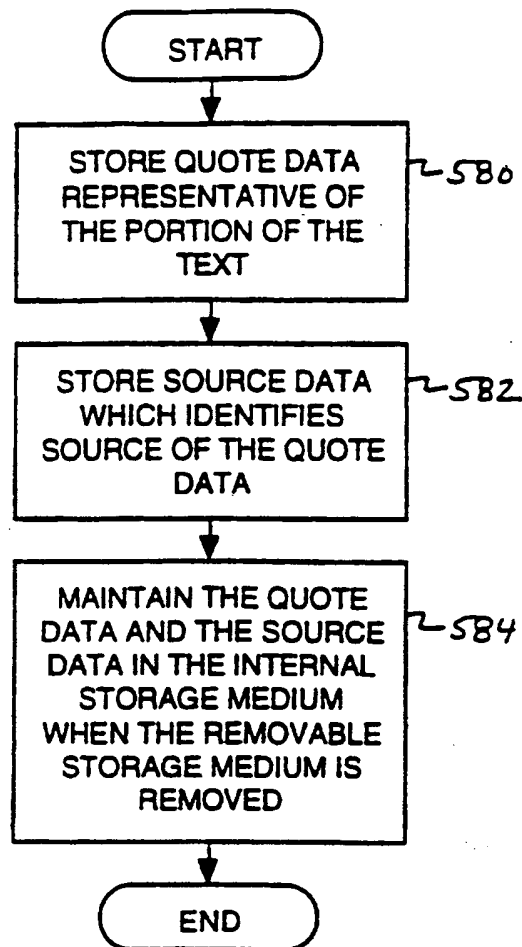 START
STORE QUOTE DATA
REPRESENTATIVE OF
THE PORTION OF THE
TEXT
580
STORE SOURCE DATA
WHICH IDENTIFIES
SOURCE OF THE QUOTE
DATA
582
MAINTAIN THE QUOTE
DATA AND THE SOURCE
DATA IN THE INTERNAL
STORAGE MEDIUM
WHEN THE REMOVABLE
STORAGE MEDIUM IS
REMOVED
584
END